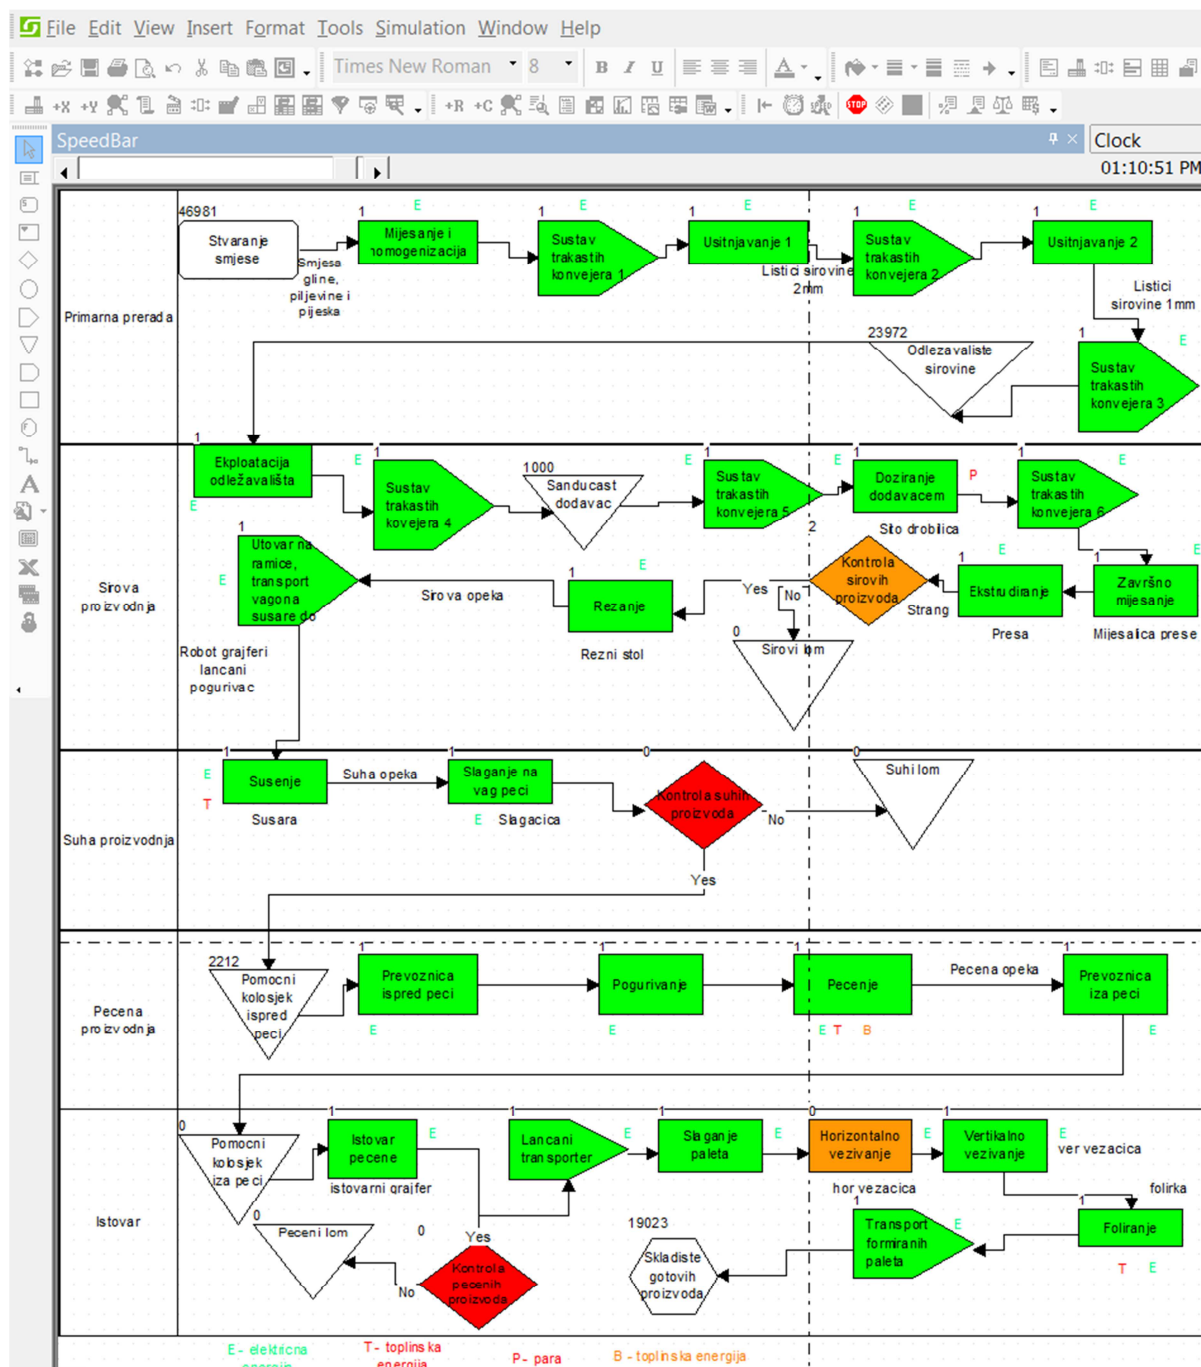 File Edit View Insert Format Tools Simulation Window Help
Times New Roman 8 B I U
+X +Y +R +C STOP
SpeedBar
Clock
01:10:51 PM
Primarna prerada
46981
Stvaranje
smjese
Smjesa
gline,
piljevine i
pijeska
1
E
Mijesanje i
homogenizacija
1
E
Sustav
trakastih
konvejera 1
1
E
Usitnjavanje 1
Listici sirovine
2mm
1
E
Sustav
trakastih
konvejera 2
1
E
Usitnjavanje 2
Listici
sirovine 1mm
1
E
Sustav
trakastih
konvejera 3
23972
Odlezavaliste
sirovine
Sirova
proizvodnja
1
Ekploatacija
odležavališta
E
1
E
Sustav
trakastih
kovejera 4
1000
Sanducast
dodavac
E
1
Sustav
trakastih
konvejera 5
E
1
Doziranje
dodavacem
P
Sito drobilica
1
E
Sustav
trakastih
konvejera 6
1
E
Završno
mijesanje
Mijesalica prese
1
E
Ekstrudiranje
Presa
Strang
2
Kontrola
sirovih
proizvoda
Yes
No
0
Sirovi lom
1
E
Rezanje
Rezni stol
Sirova opeka
1
E
Utovar na
ramice,
transport
vagona
susare do
Robot grajferi
lancani
pogurivac
Suha proizvodnja
1
E
T
Susenje
Susara
Suha opeka
1
Slaganje na
vag peci
E Slagacica
0
Kontrola suhih
proizvoda
No
Yes
0
Suhi lom
Pecena
proizvodnja
2212
Pomocni
kolosjek
ispred
peci
1
Prevoznica
ispred peci
E
1
Pogurivanje
E
1
Pecenje
E T B
Pecena opeka
1
Prevoznica
iza peci
E
Istovar
0
Pomocni
kolosjek
iza peci
1
E
Istovar
pecene
istovarni grajfer
0
Peceni lom
0
Yes
No
Kontrola
pecenih
proizvoda
1
E
Lancani
transporter
1
E
Slaganje
paleta
0
E
Horizontalno
vezivanje
hor vezacica
1
E
Vertikalno
vezivanje
ver vezacica
folirka
1
Foliranje
T E
1
E
Transport
formiranih
paleta
19023
Skladiste
gotovih
proizvoda
E - elektricna
energija
T - toplinska
energija
P - para
B - toplinska energija